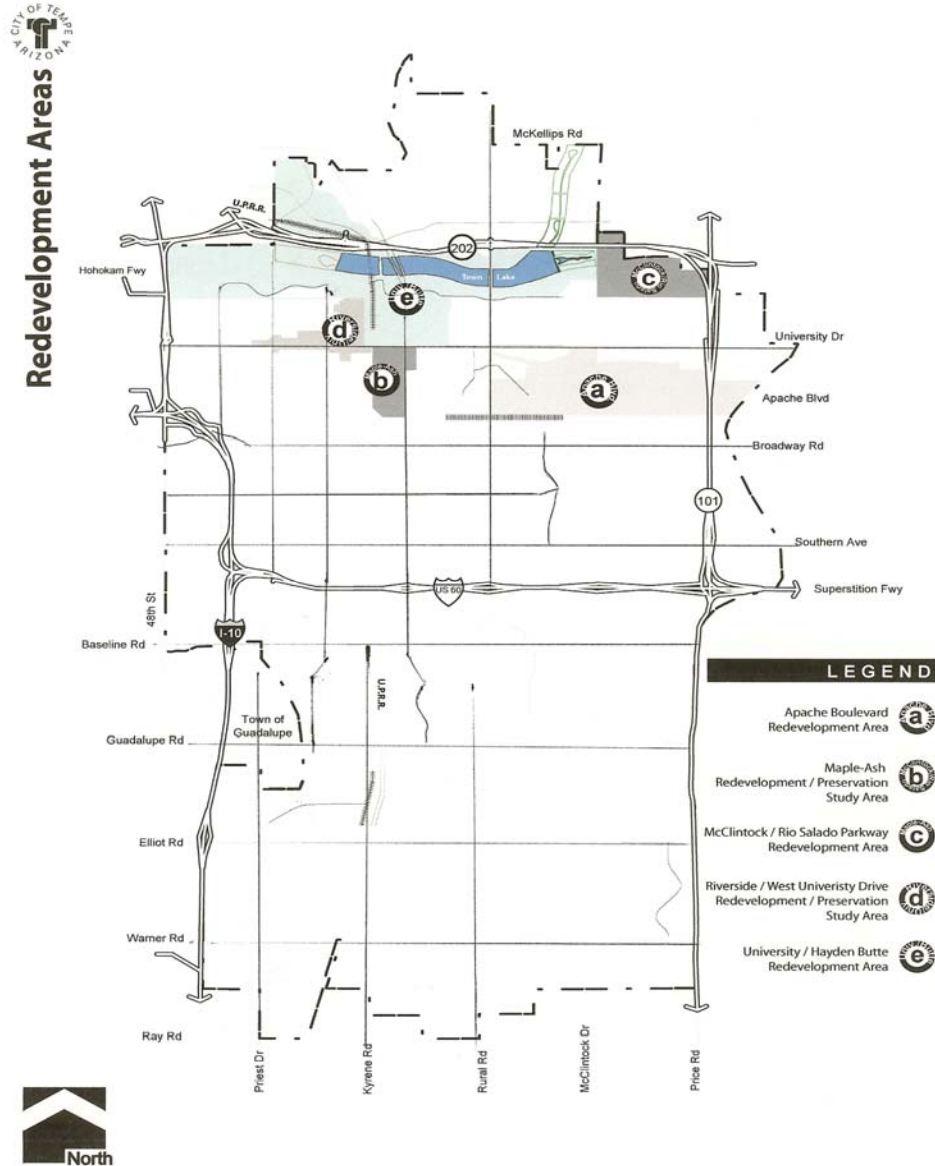 CITY OF TEMPE
ARIZONA
Redevelopment Areas
McKellips Rd
U.P.R.R.
202
Hohokam Fwy
Town Lake
c
e
d
University Dr
b
a
Apache Blvd
Apache Blvd
Broadway Rd
101
Southern Ave
US 60
Superstition Fwy
48th St
I-10
Baseline Rd
U.P.R.R.
Town of
Guadalupe
Guadalupe Rd
Elliot Rd
Warner Rd
Ray Rd
Priest Dr
Kyrene Rd
Rural Rd
McClintock Dr
Price Rd
LEGEND
Apache Boulevard
Redevelopment Area
Apache Blvd
a
Maple-Ash
Redevelopment / Preservation
Study Area
b
McClintock / Rio Salado Parkway
Redevelopment Area
c
Riverside / West Univeristy Drive
Redevelopment / Preservation
Study Area
d
University / Hayden Butte
Redevelopment Area
e
North